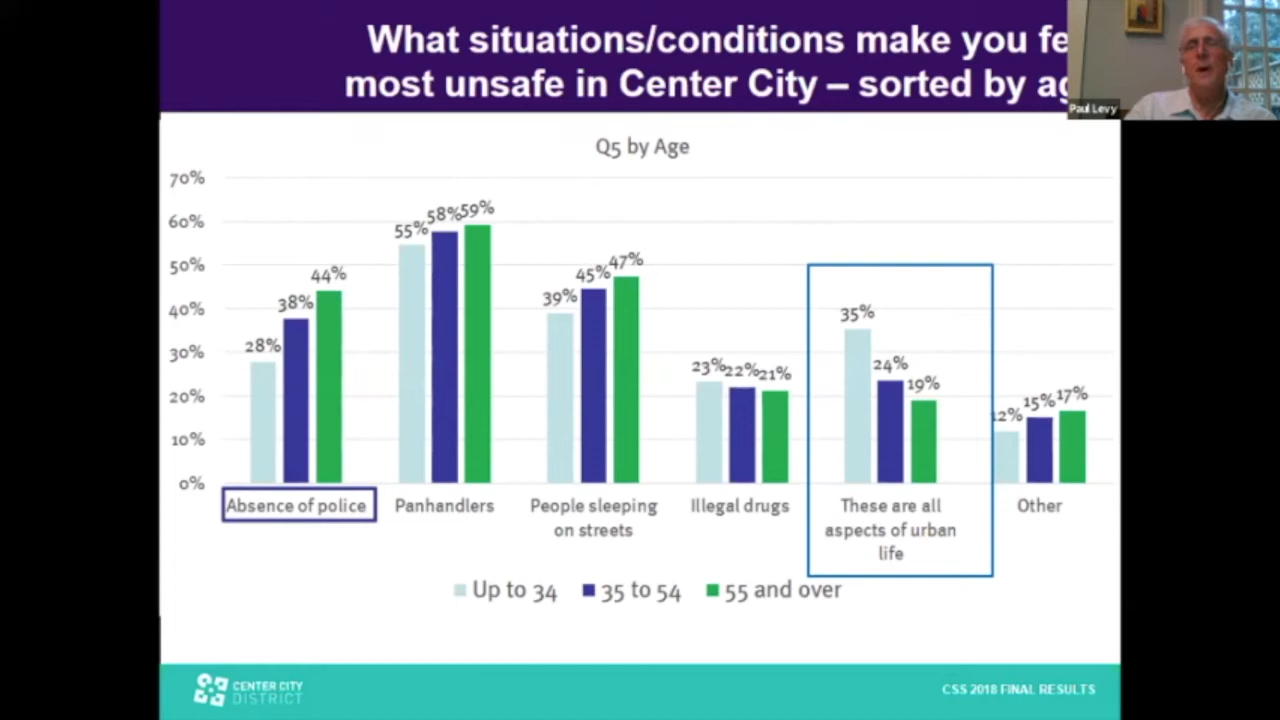 What situations/conditions make you fe
most unsafe in Center City – sorted by ag
Paul Levy
Q5 by Age
70%
60%
50%
40%
30%
20%
10%
0%
28% 38% 44%
55% 58% 59%
39% 45% 47%
23% 22% 21%
35% 24% 19%
12% 15% 17%
Absence of police
Panhandlers
People sleeping
on streets
Illegal drugs
These are all
aspects of urban
life
Other
Up to 34 35 to 54 55 and over
CENTER CITY
DISTRICT
CSS 2018 FINAL RESULTS